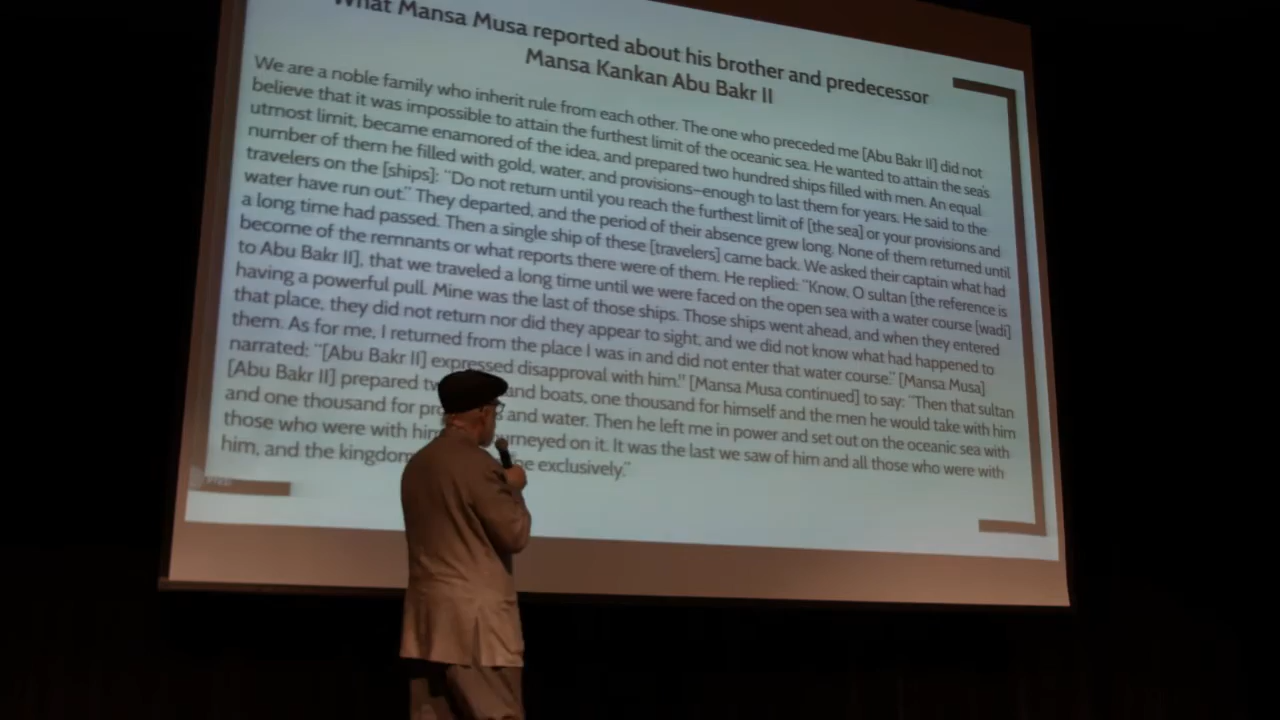 What Mansa Musa reported about his brother and predecessor
Mansa Kankan Abu Bakr II
We are a noble family who inherit rule from each other. The one who preceded me [Abu Bakr II] did not
believe that it was impossible to attain the furthest limit of the oceanic sea. He wanted to attain the sea's
utmost limit, became enamored of the idea, and prepared two hundred ships filled with men. An equal
number of them he filled with gold, water, and provisions—enough to last them for years. He said to the
travelers on the [ships]: "Do not return until you reach the furthest limit of [the sea] or your provisions and
water have run out." They departed, and the period of their absence grew long. None of them returned until
a long time had passed. Then a single ship of these [travelers] came back. We asked their captain what had
become of the remnants or what reports there were of them. He replied: "Know, O sultan [the reference is
to Abu Bakr II], that we traveled a long time until we were faced on the open sea with a water course [wadi]
having a powerful pull. Mine was the last of those ships. Those ships went ahead, and when they entered
that place, they did not return nor did they appear to sight, and we did not know what had happened to
them. As for me, I returned from the place I was in and did not enter that water course." [Mansa Musa]
narrated: "[Abu Bakr II] expressed disapproval with him." [Mansa Musa continued] to say: "Then that sultan
[Abu Bakr II] prepared and boats, one thousand for himself and the men he would take with him
and one thousand for and water. Then he left me in power and set out on the oceanic sea with
those who were with him on it. It was the last we saw of him and all those who were with
him, and the kingdom exclusively."